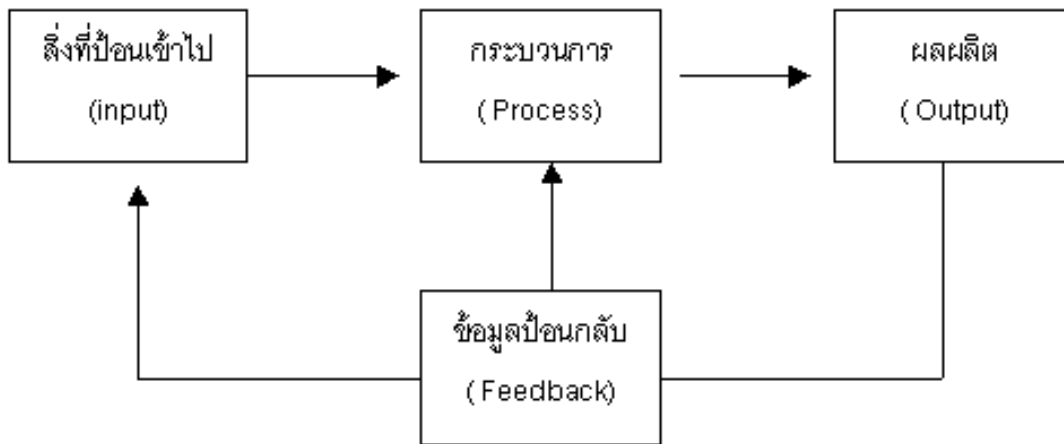 สิ่งที่ป้อนเข้าไป
(input)
กระบวนการ
( Process)
ผลผลิต
( Output)
ข้อมูลป้อนกลับ
( Feedback)